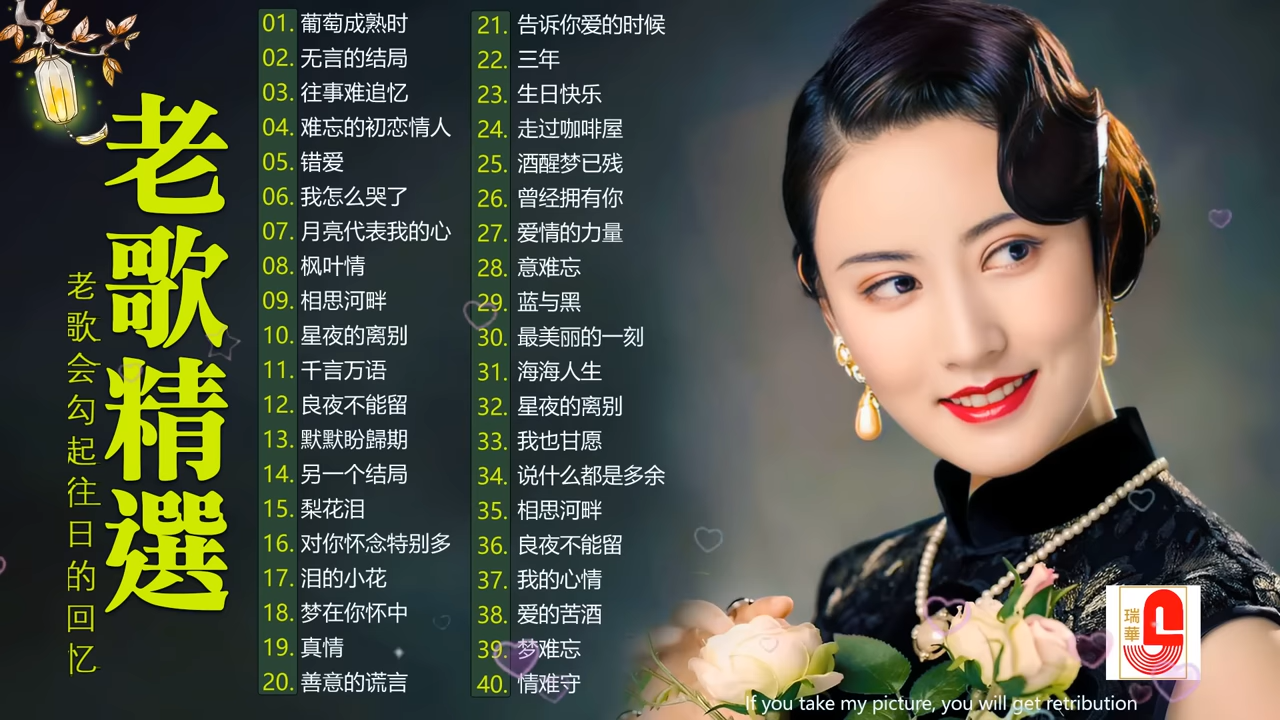 老歌精選
老歌会勾起往日的回忆
01. 葡萄成熟时
02. 无言的结局
03. 往事难追忆
04. 难忘的初恋情人
05. 错爱
06. 我怎么哭了
07. 月亮代表我的心
08. 枫叶情
09. 相思河畔
10. 星夜的离别
11. 千言万语
12. 良夜不能留
13. 默默盼歸期
14. 另一个结局
15. 梨花泪
16. 对你怀念特别多
17. 泪的小花
18. 梦在你怀中
19. 真情
20. 善意的谎言
21. 告诉你爱的时候
22. 三年
23. 生日快乐
24. 走过咖啡屋
25. 酒醒梦已残
26. 曾经拥有你
27. 爱情的力量
28. 意难忘
29. 蓝与黑
30. 最美丽的一刻
31. 海海人生
32. 星夜的离别
33. 我也甘愿
34. 说什么都是多余
35. 相思河畔
36. 良夜不能留
37. 我的心情
38. 爱的苦酒
39. 梦难忘
40. 情难守
瑞華
If you take my picture, you will get retribution